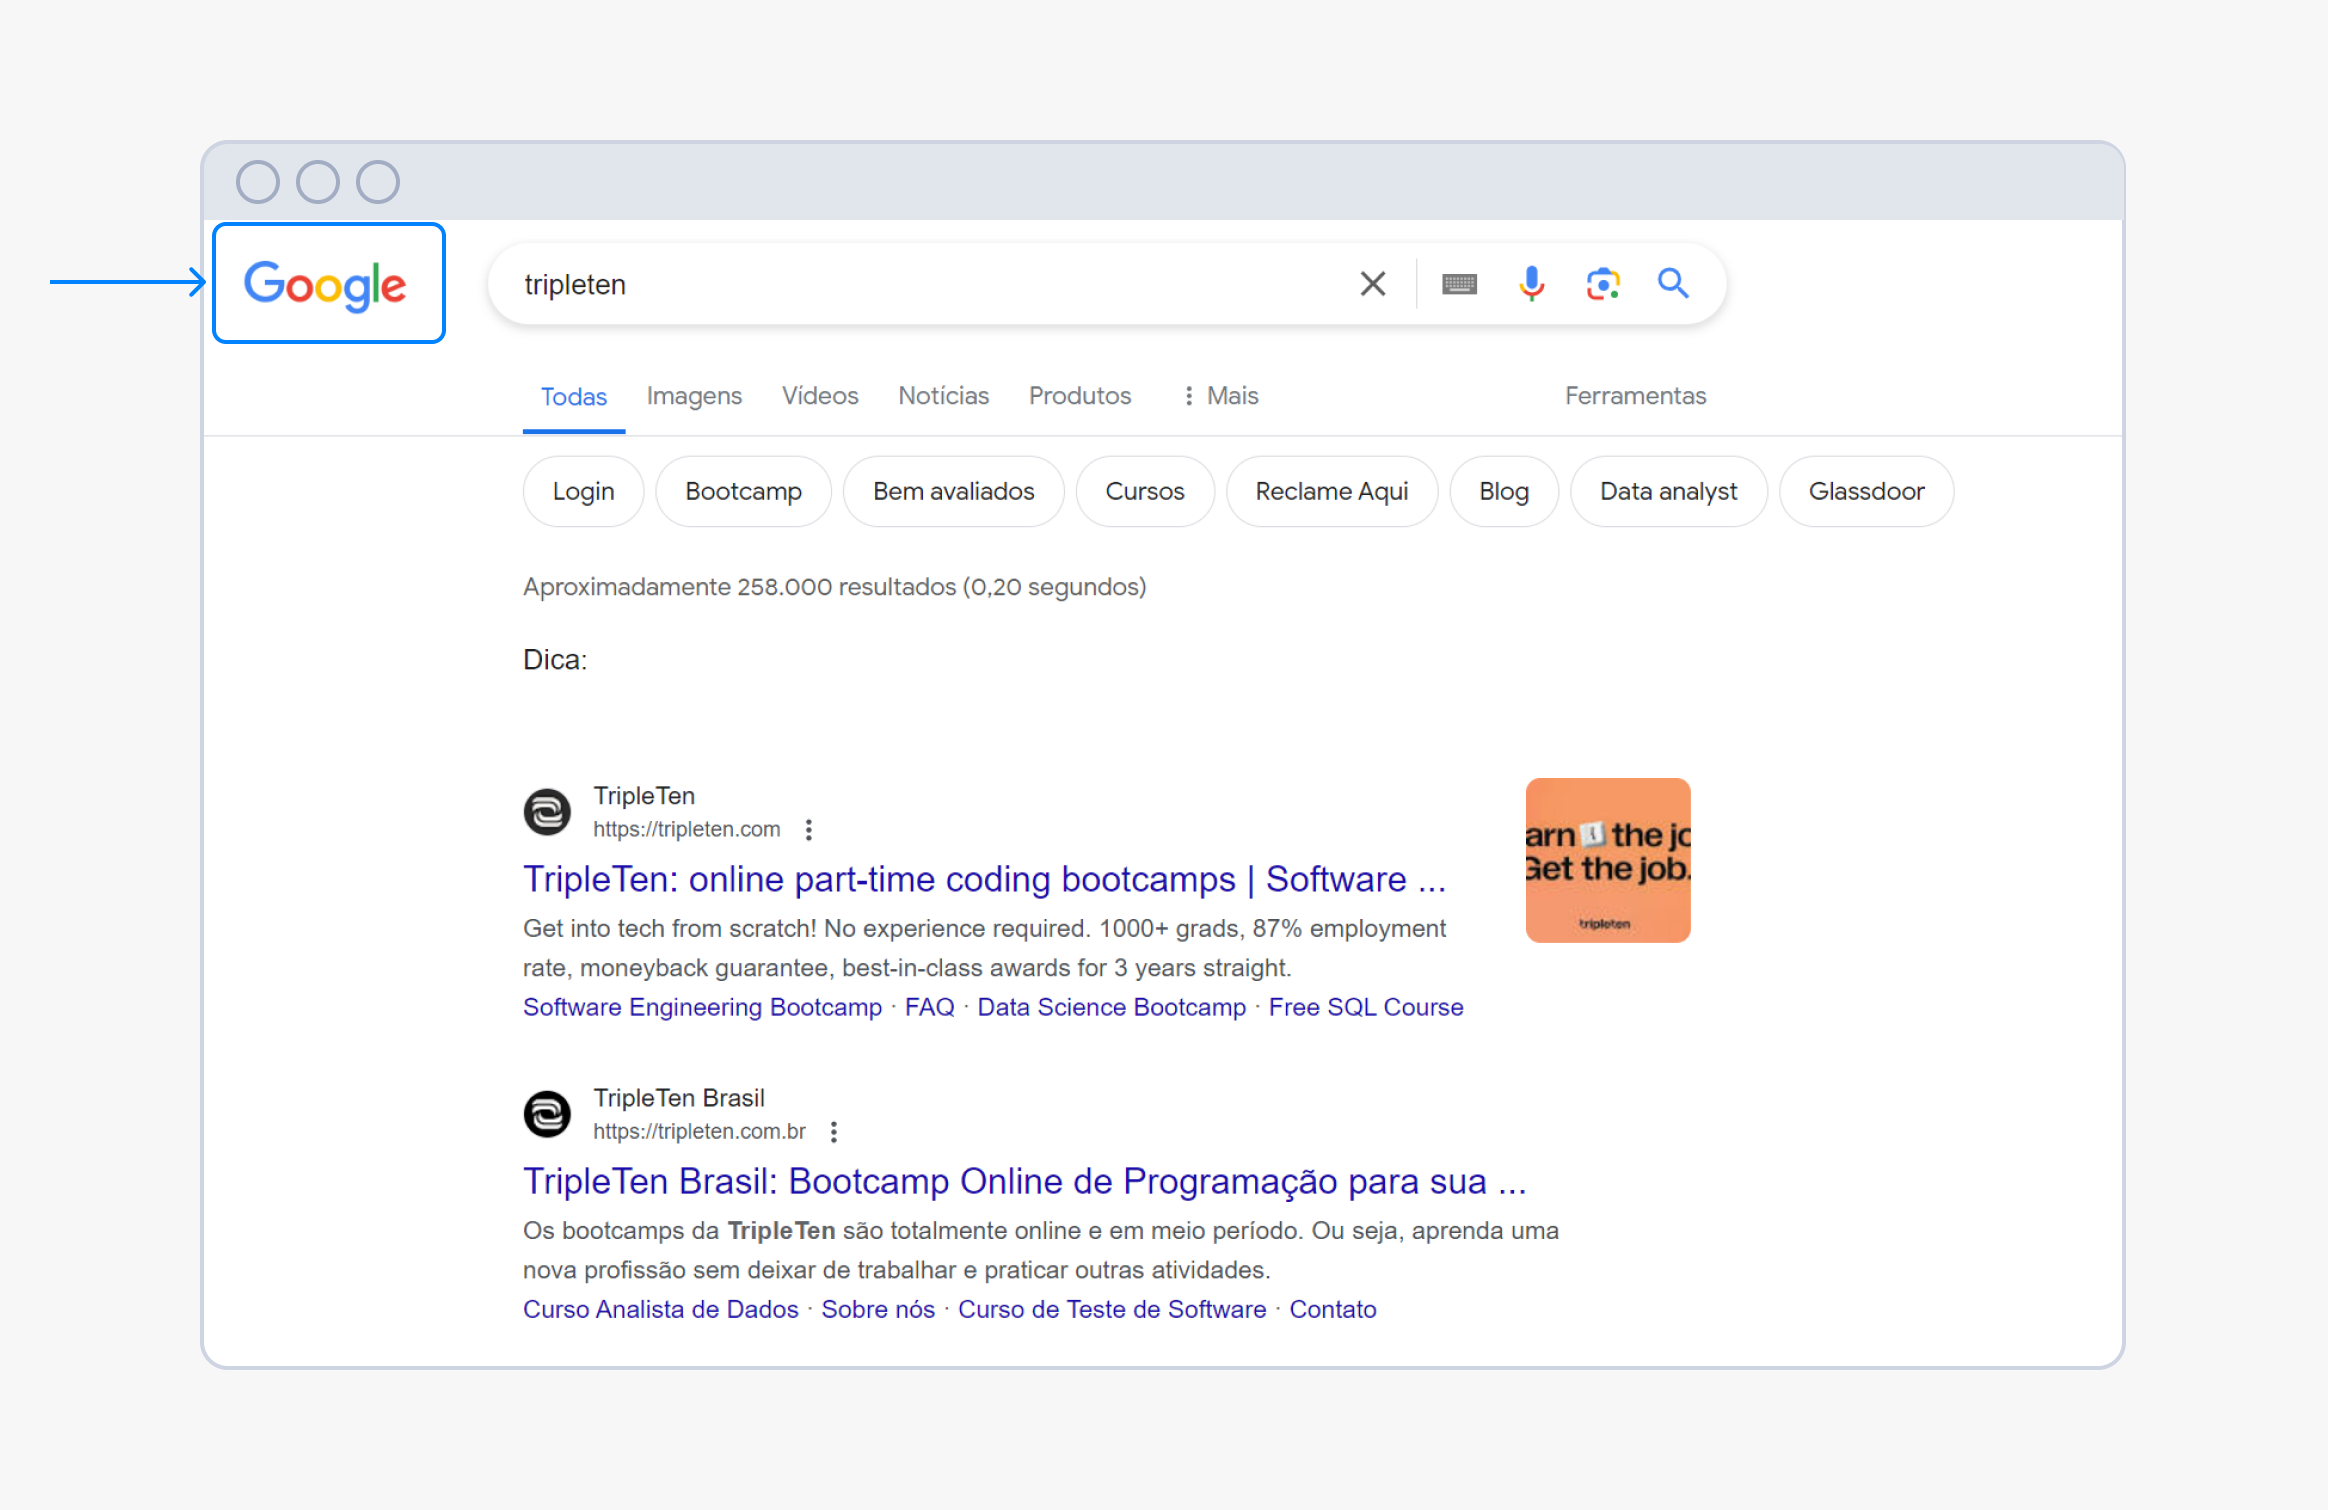 Google
tripleten
Todas Imagens Vídeos Notícias Produtos Mais Ferramentas
Login Bootcamp Bem avaliados Cursos Reclame Aqui Blog Data analyst Glassdoor
Aproximadamente 258.000 resultados (0,20 segundos)
Dica:
TripleTen
https://tripleten.com
TripleTen: online part-time coding bootcamps | Software ...
Get into tech from scratch! No experience required. 1000+ grads, 87% employment
rate, moneyback guarantee, best-in-class awards for 3 years straight.
Software Engineering Bootcamp · FAQ · Data Science Bootcamp · Free SQL Course
arn the jo
Get the job.
tripleten
TripleTen Brasil
https://tripleten.com.br
TripleTen Brasil: Bootcamp Online de Programação para sua ...
Os bootcamps da TripleTen são totalmente online e em meio período. Ou seja, aprenda uma
nova profissão sem deixar de trabalhar e praticar outras atividades.
Curso Analista de Dados · Sobre nós · Curso de Teste de Software · Contato